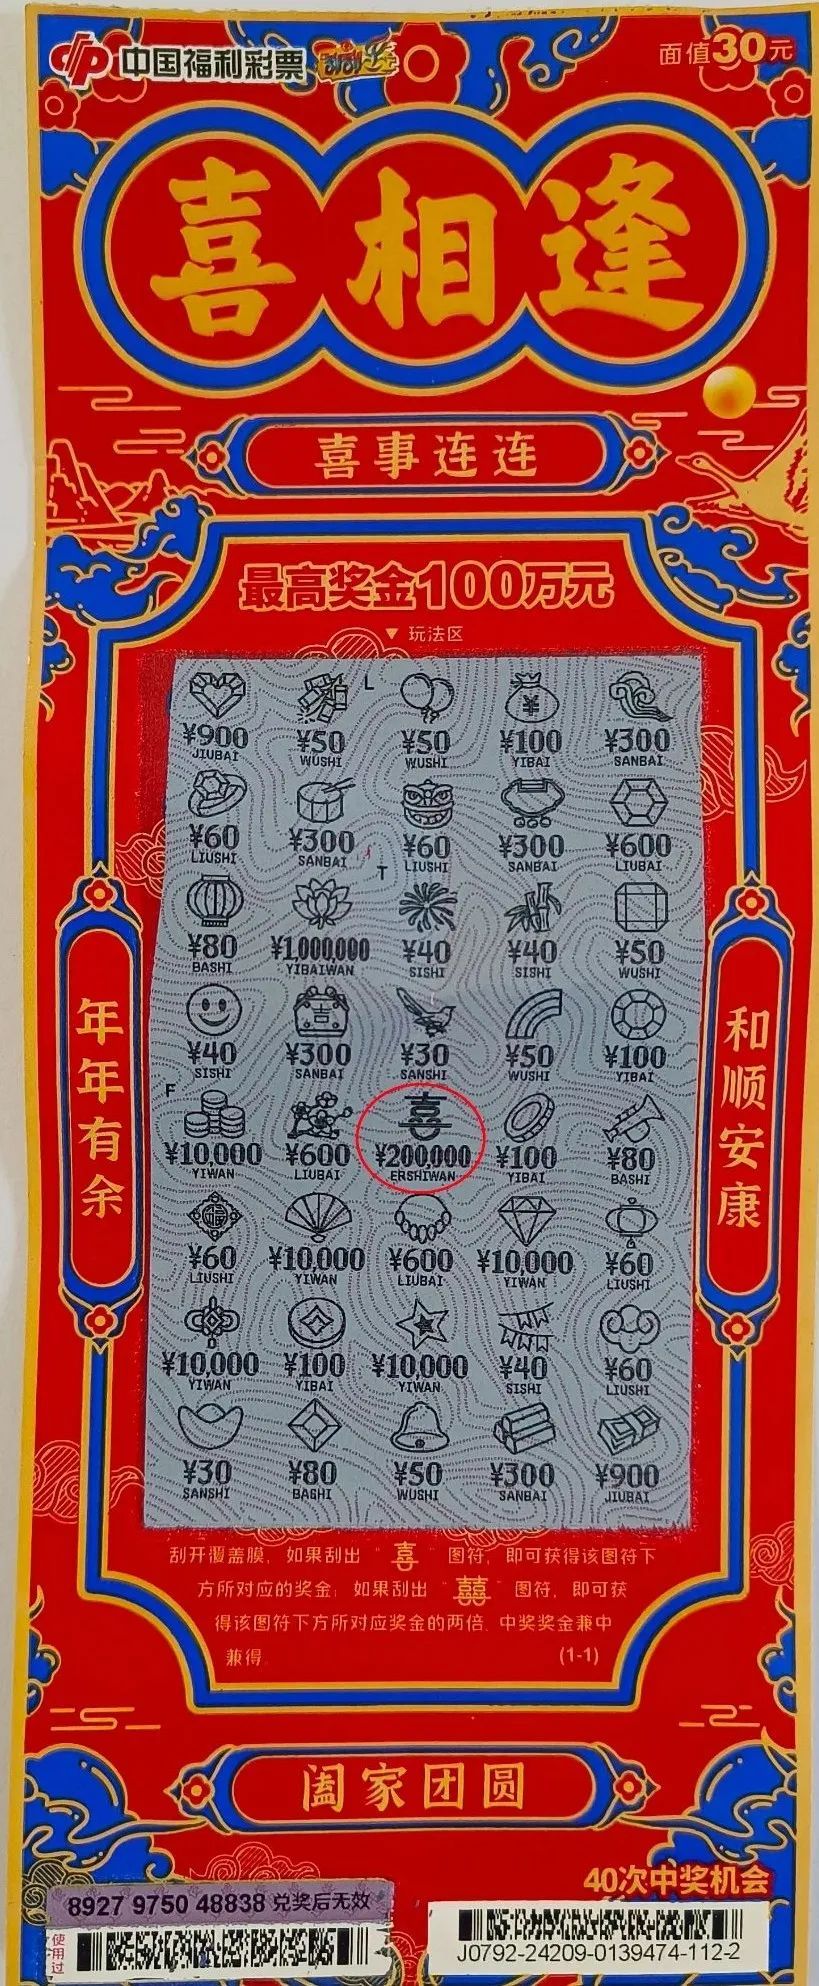 中国福利彩票 刮刮乐
面值30元
喜相逢
喜事连连
最高奖金100万元
▼ 玩法区
L
¥900 ¥50 ¥50 ¥100 ¥300
JIUBAI WUSHI WUSHI YIBAI SANBAI
¥60 ¥300 ¥60 ¥300 ¥600
LIUSHI SANBAI LIUSHI SANBAI LIUBAI
T
¥80 ¥1,000,000 ¥40 ¥40 ¥50
BASHI YIBAIWAN SISHI SISHI WUSHI
吉
¥40 ¥300 ¥30 ¥50 ¥100
SISHI SANBAI SANSHI WUSHI YIBAI
F
喜
¥10,000 ¥600 ¥200,000 ¥100 ¥80
YIWAN LIUBAI ERSHIWAN YIBAI BASHI
福
¥60 ¥10,000 ¥600 ¥10,000 ¥60
LIUSHI YIWAN LIUBAI YIWAN LIUSHI
¥10,000 ¥100 ¥10,000 ¥40 ¥60
YIWAN YIBAI YIWAN SISHI LIUSHI
¥30 ¥80 ¥50 ¥300 ¥900
SANSHI BASHI WUSHI SANBAI JIUBAI
年年有余
和顺安康
刮开覆盖膜，如果刮出“喜”图符，即可获得该图符下
方所对应的奖金；如果刮出“囍”图符，即可获
得该图符下方所对应奖金的两倍。中奖奖金兼中
兼得。 (1-1)
阖家团圆
40次中奖机会
8927 9750 48838 兑奖后无效
使用过
J0792-24209-0139474-112-2